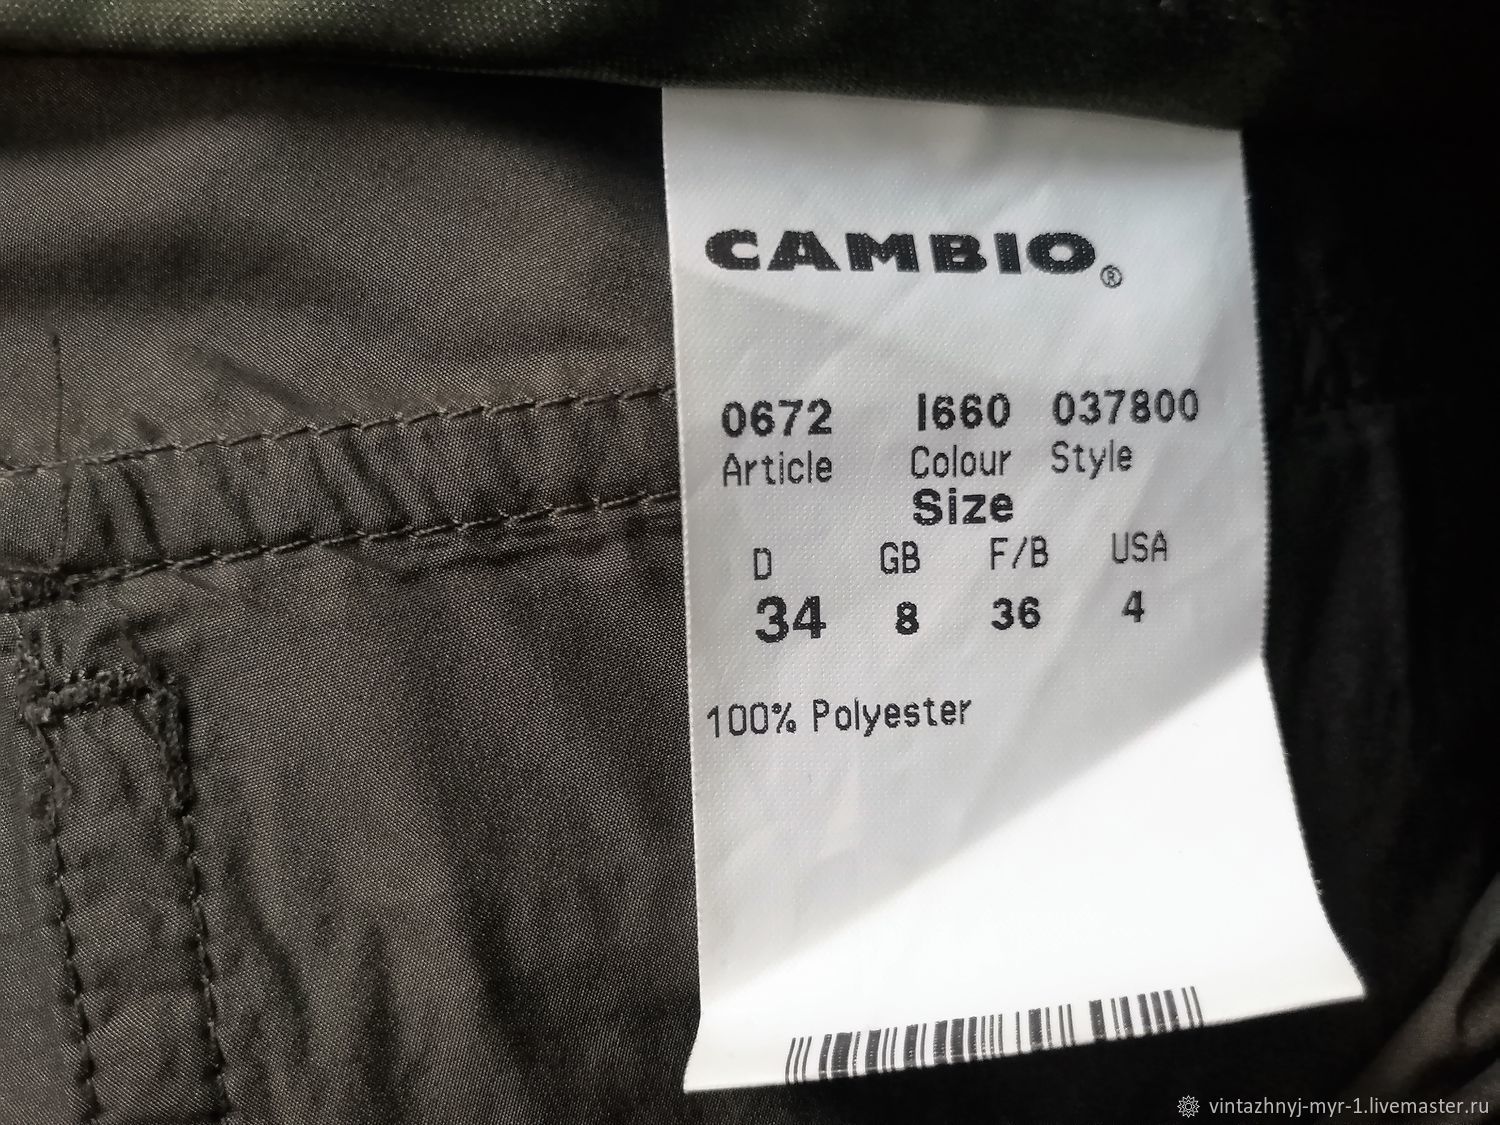 CAMBIO®
0672 I660 037800
Article Colour Style
Size
D GB F/B USA
34 8 36 4
100% Polyester
vintazhnyj-myr-1.livemaster.ru